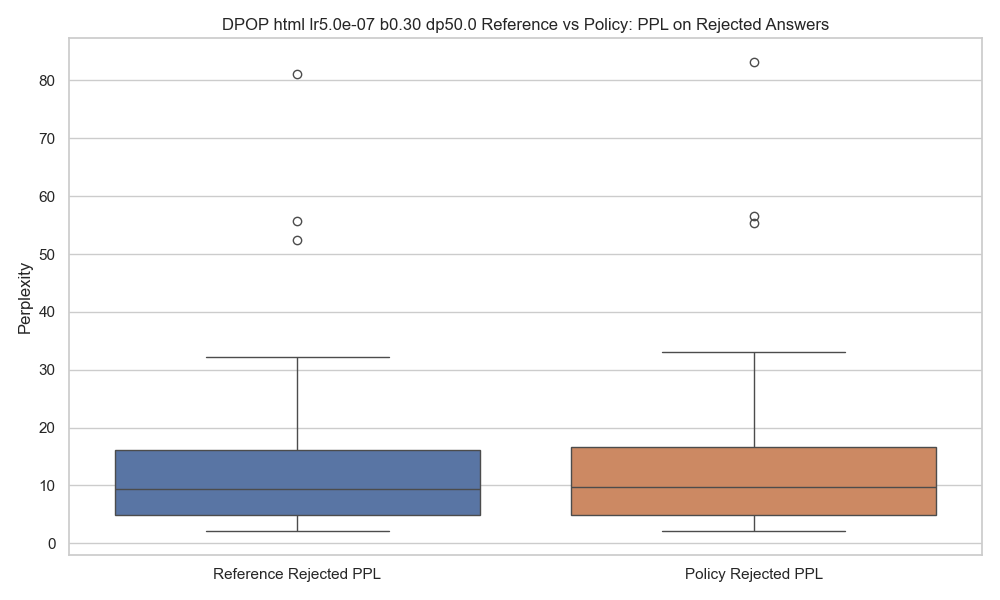 DPOP html lr5.0e-07 b0.30 dp50.0 Reference vs Policy: PPL on Rejected Answers
80
70
60
50
40
30
20
10
0
Perplexity
Reference Rejected PPL
Policy Rejected PPL